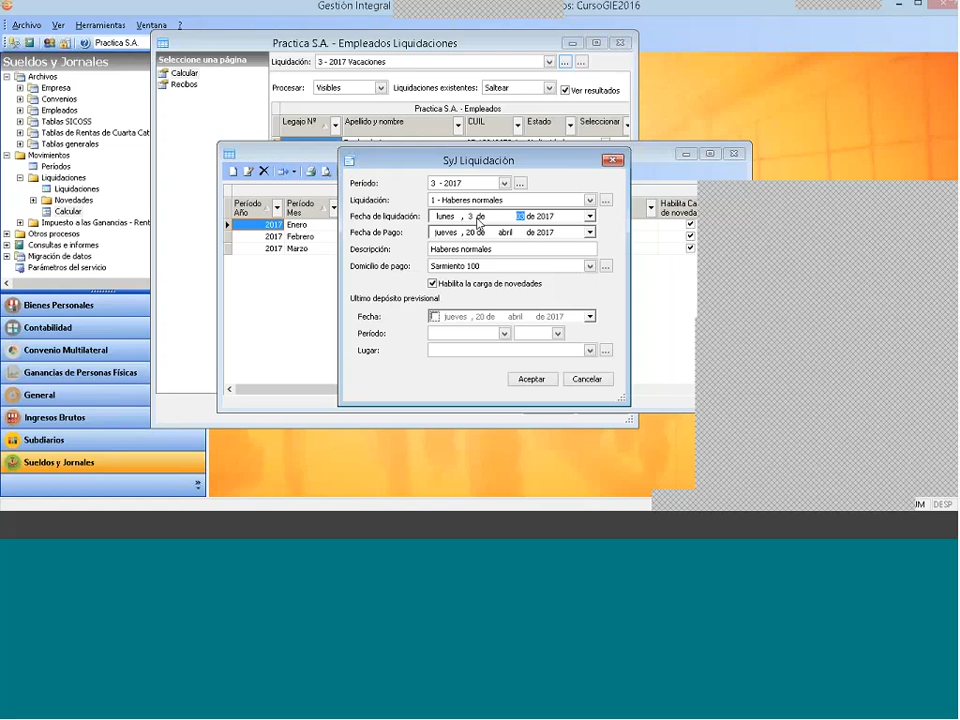 Gestión Integral
os: CursoGIE2016
Archivo Ver Herramientas Ventana ?
Practica S.A.
Sueldos y Jornales
Archivos
Empresa
Convenios
Empleados
Tablas SICOSS
Tablas de Rentas de Cuarta Cat
Tablas generales
Movimientos
Períodos
Liquidaciones
Liquidaciones
Novedades
Calcular
Impuesto a las Ganancias - Rent
Otros procesos
Consultas e informes
Migración de datos
Parámetros del servicio
Bienes Personales
Contabilidad
Convenio Multilateral
Ganancias de Personas Físicas
General
Ingresos Brutos
Subdiarios
Sueldos y Jornales
Practica S.A. - Empleados Liquidaciones
Seleccione una página
Calcular
Recibos
Liquidación: 3 - 2017 Vacaciones
Procesar: Visibles Liquidaciones existentes: Saltear Ver resultados
Practica S.A. - Empleados
Legajo Nº Apellido y nombre CUIL Estado Seleccionar
Período Año Período Mes
2017 Enero
2017 Febrero
2017 Marzo
Habilita Ca
de noveda
SyJ Liquidación
Período: 3 - 2017
Liquidación: 1 - Haberes normales
Fecha de liquidación: lunes , 3 de 03 de 2017
Fecha de Pago: jueves , 20 de abril de 2017
Descripción: Haberes normales
Domicilio de pago: Sarmiento 100
Habilita la carga de novedades
Ultimo depósito previsional
Fecha: jueves , 20 de abril de 2017
Período:
Lugar:
Aceptar Cancelar
UM DESP